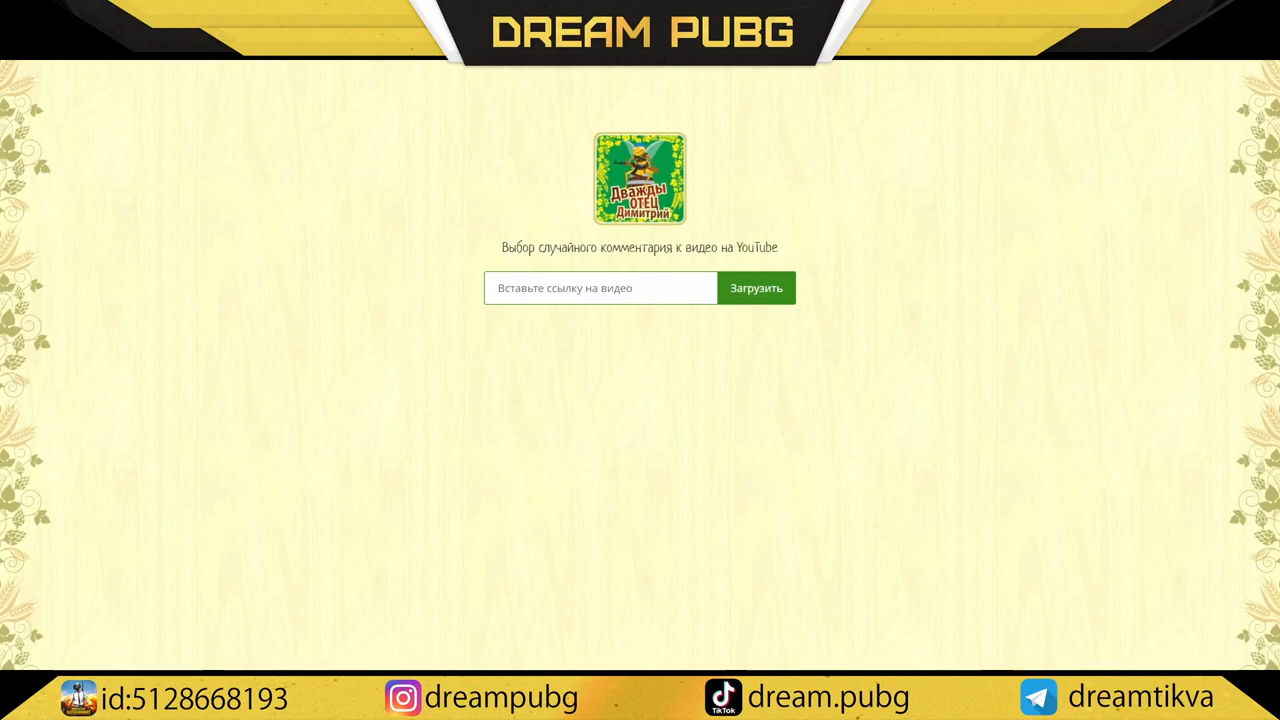 DREAM PUBG
Дважды
ОТЕЦ
Димитрий
Выбор случайного комментария к видео на YouTube
Вставьте ссылку на видео
Загрузить
id:5128668193
dreampubg
TikTok
dream.pubg
dreamtikva